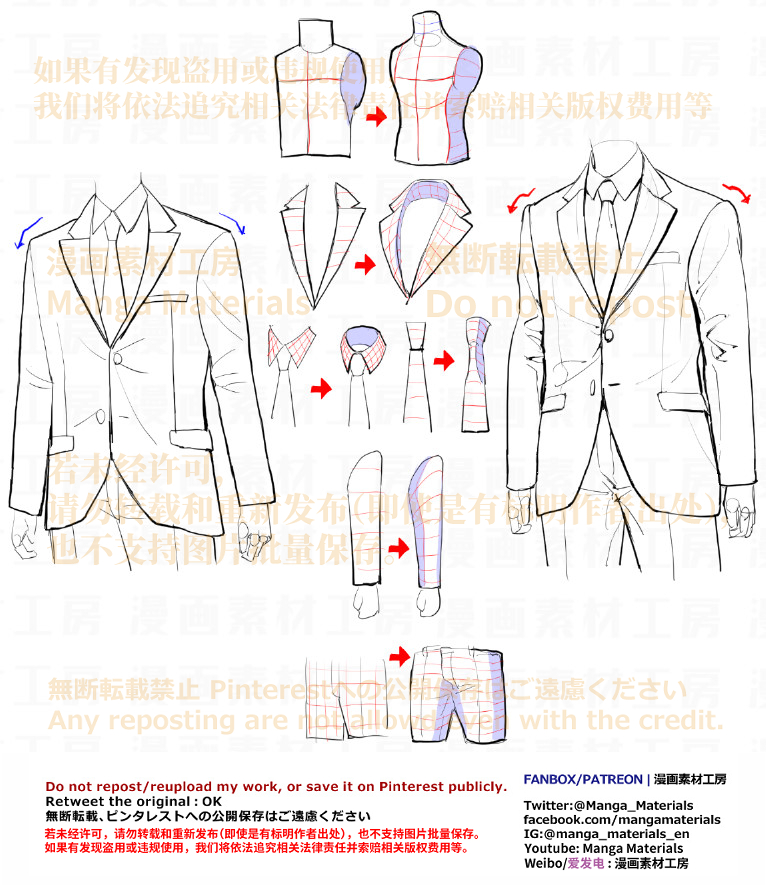 如果有发现盗用或违规使用
我们将依法追究相关法律责任并索赔相关版权费用等
漫画素材工房
Manga Materials
無断転載禁止
Do not repost
若未经许可,
请勿转载和重新发布(即使是有标明作者出处),
也不支持图片批量保存。
無断転載禁止 Pinterestへの公開保存はご遠慮ください
Any reposting are not allowed even with the credit.
Do not repost/reupload my work, or save it on Pinterest publicly.
Retweet the original : OK
無断転載、ピンタレストへの公開保存はご遠慮ください
若未经许可，请勿转载和重新发布(即使是有标明作者出处)，也不支持图片批量保存。
如果有发现盗用或违规使用，我们将依法追究相关法律责任并索赔相关版权费用等。
FANBOX/PATREON | 漫画素材工房
Twitter:@Manga_Materials
facebook.com/mangamaterials
IG:@manga_materials_en
Youtube: Manga Materials
Weibo/爱发电 : 漫画素材工房